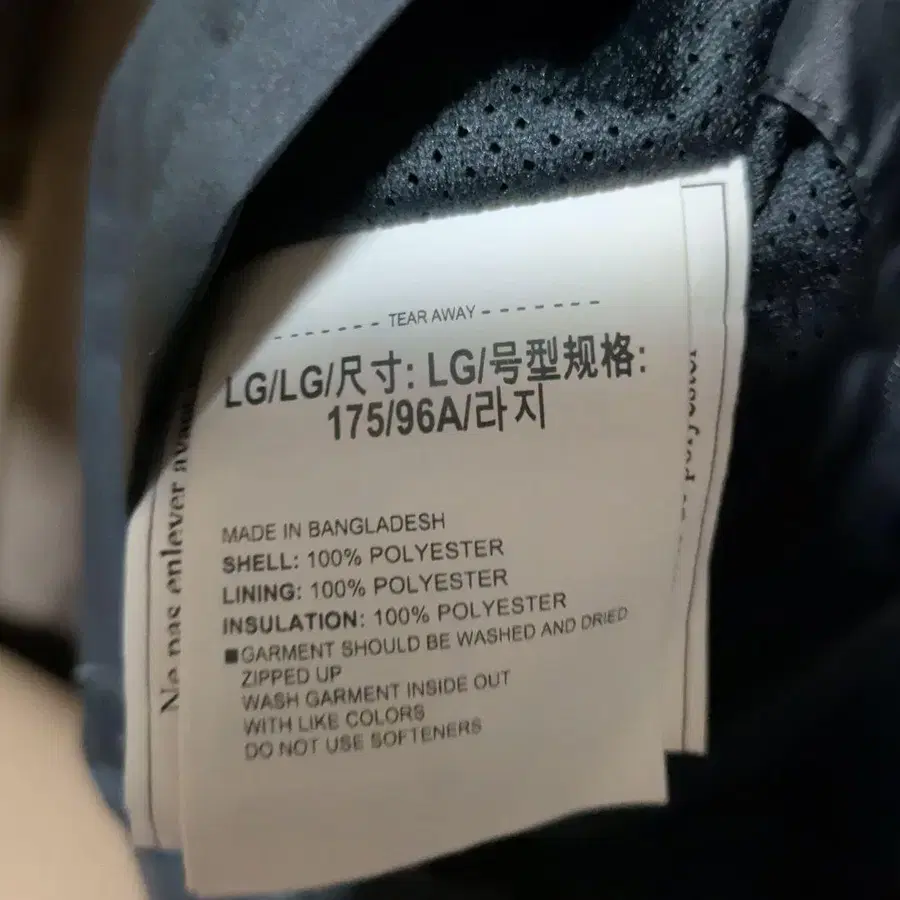 TEAR AWAY
LG/LG/尺寸: LG/号型规格:
175/96A/라지
MADE IN BANGLADESH
SHELL: 100% POLYESTER
LINING: 100% POLYESTER
INSULATION: 100% POLYESTER
■GARMENT SHOULD BE WASHED AND DRIED
ZIPPED UP
WASH GARMENT INSIDE OUT
WITH LIKE COLORS
DO NOT USE SOFTENERS
Ne pas enlever
polyester